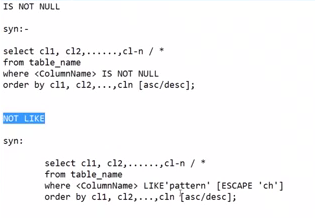 IS NOT NULL
syn:-
select cl1, cl2,......,cl-n / *
from table_name
where <ColumnName> IS NOT NULL
order by cl1, cl2,...,cln [asc/desc];
NOT LIKE
syn:
select cl1, cl2,......,cl-n / *
from table_name
where <ColumnName> LIKE'pattern' [ESCAPE 'ch']
order by cl1, cl2,...,cln [asc/desc];